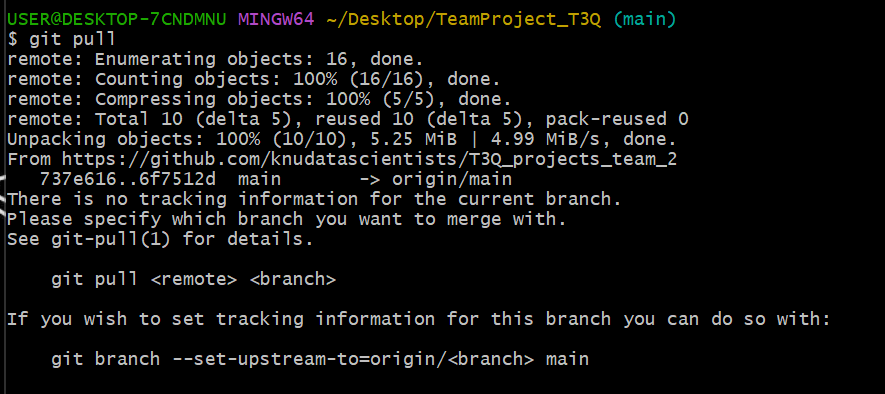 USER@DESKTOP-7CNDMNU MINGW64 ~/Desktop/TeamProject_T3Q (main)
$ git pull
remote: Enumerating objects: 16, done.
remote: Counting objects: 100% (16/16), done.
remote: Compressing objects: 100% (5/5), done.
remote: Total 10 (delta 5), reused 10 (delta 5), pack-reused 0
Unpacking objects: 100% (10/10), 5.25 MiB | 4.99 MiB/s, done.
From https://github.com/knudatascientists/T3Q_projects_team_2
   737e616..6f7512d  main       -> origin/main
There is no tracking information for the current branch.
Please specify which branch you want to merge with.
See git-pull(1) for details.

    git pull <remote> <branch>

If you wish to set tracking information for this branch you can do so with:

    git branch --set-upstream-to=origin/<branch> main